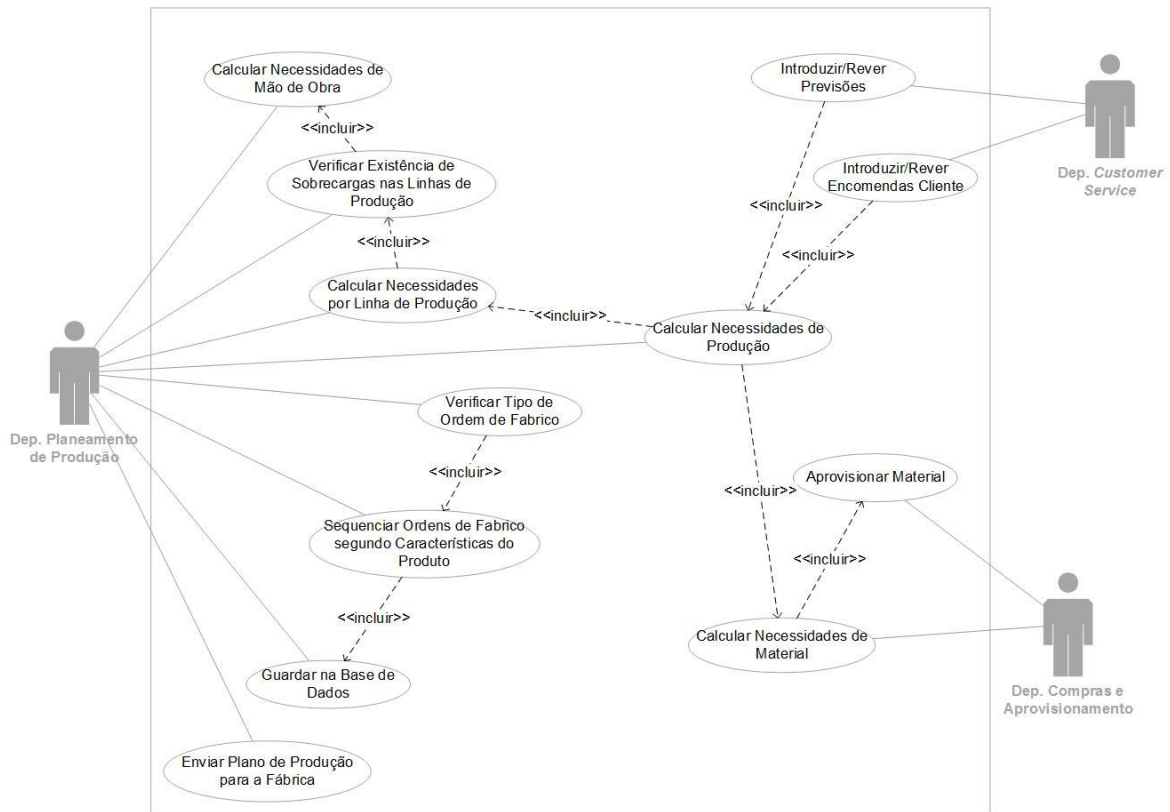 Calcular Necessidades de
Mão de Obra
<<incluir>>
Verificar Existência de
Sobrecargas nas Linhas de
Produção
<<incluir>>
Calcular Necessidades
por Linha de Produção
<<incluir>>
Introduzir/Rever
Previsões
Introduzir/Rever
Encomendas Cliente
<<incluir>>
<<incluir>>
Dep. Customer
Service
Calcular Necessidades de
Produção
Dep. Planeamento
de Produção
Verificar Tipo de
Ordem de Fabrico
<<incluir>>
Sequenciar Ordens de Fabrico
segundo Características do
Produto
<<incluir>>
Guardar na Base de
Dados
Enviar Plano de Produção
para a Fábrica
<<incluir>>
Aprovisionar Material
<<incluir>>
Calcular Necessidades de
Material
Dep. Compras e
Aprovisionamento